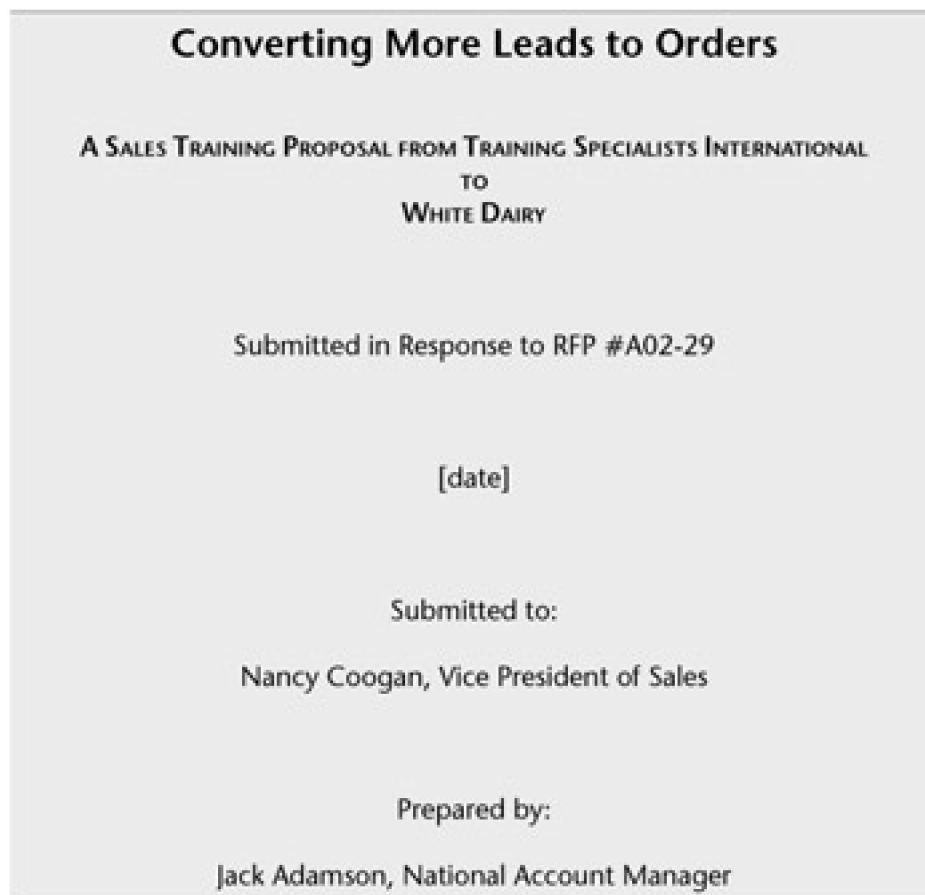 Converting More Leads to Orders
A Sales Training Proposal from Training Specialists International
to
White Dairy
Submitted in Response to RFP #A02-29
[date]
Submitted to:
Nancy Coogan, Vice President of Sales
Prepared by:
Jack Adamson, National Account Manager